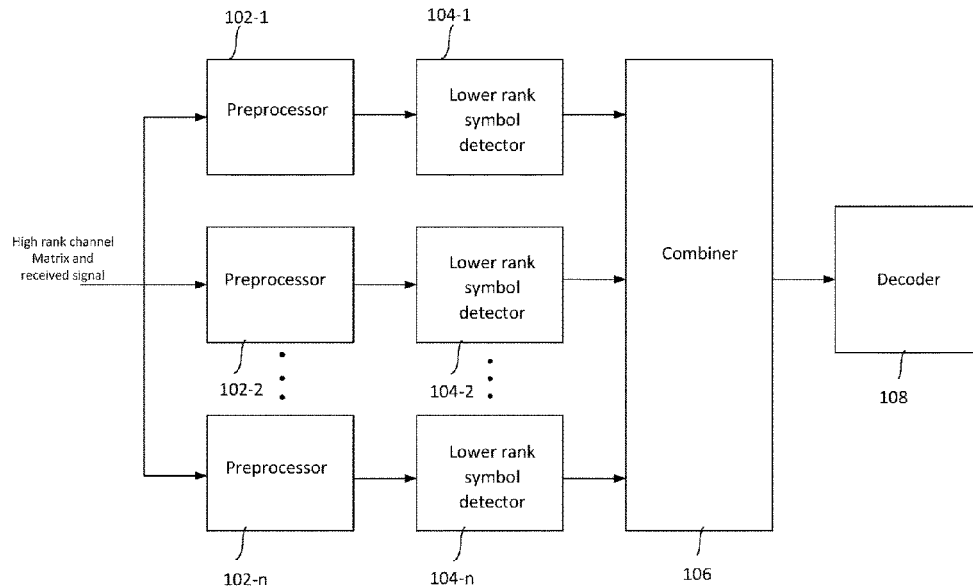 102-1
104-1
Preprocessor
Lower rank
symbol
detector
High rank channel
Matrix and
received signal
Preprocessor
Lower rank
symbol
detector
Combiner
Decoder
102-2
104-2
108
Preprocessor
Lower rank
symbol
detector
102-n
104-n
106